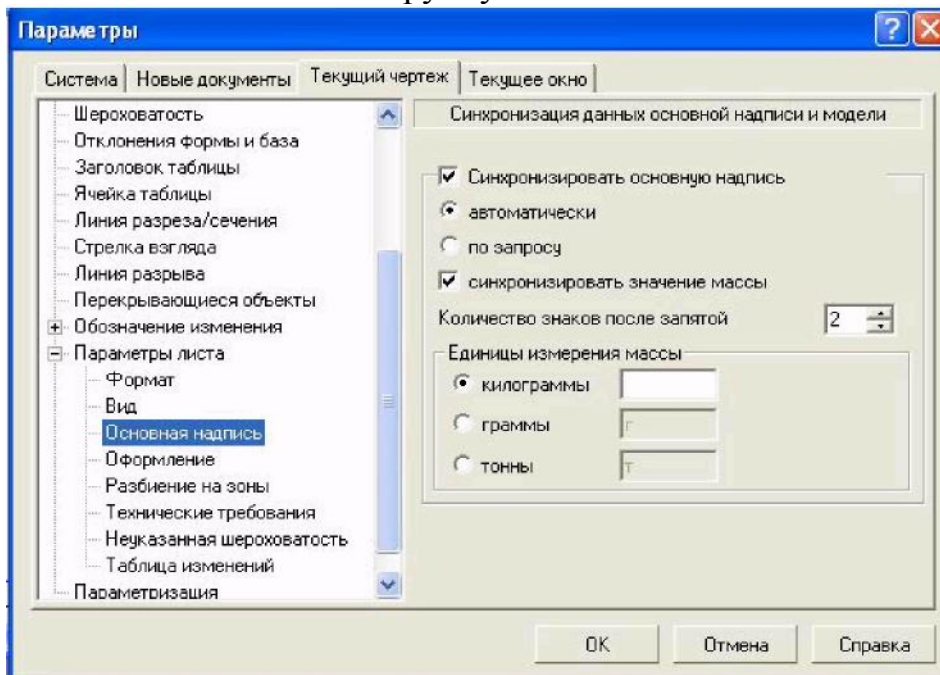 Параметры
Система Новые документы Текущий чертеж Текущее окно
Шероховатость
Отклонения формы и база
Заголовок таблицы
Ячейка таблицы
Линия разреза/сечения
Стрелка взгляда
Линия разрыва
Перекрывающиеся объекты
Обозначение изменения
Параметры листа
Формат
Вид
Основная надпись
Оформление
Разбиение на зоны
Технические требования
Неуказанная шероховатость
Таблица изменений
Параметризация
Синхронизация данных основной надписи и модели
Синхронизировать основную надпись
автоматически
по запросу
синхронизировать значение массы
Количество знаков после запятой 2
Единицы измерения массы
килограммы
граммы г
тонны т
OK Отмена Справка